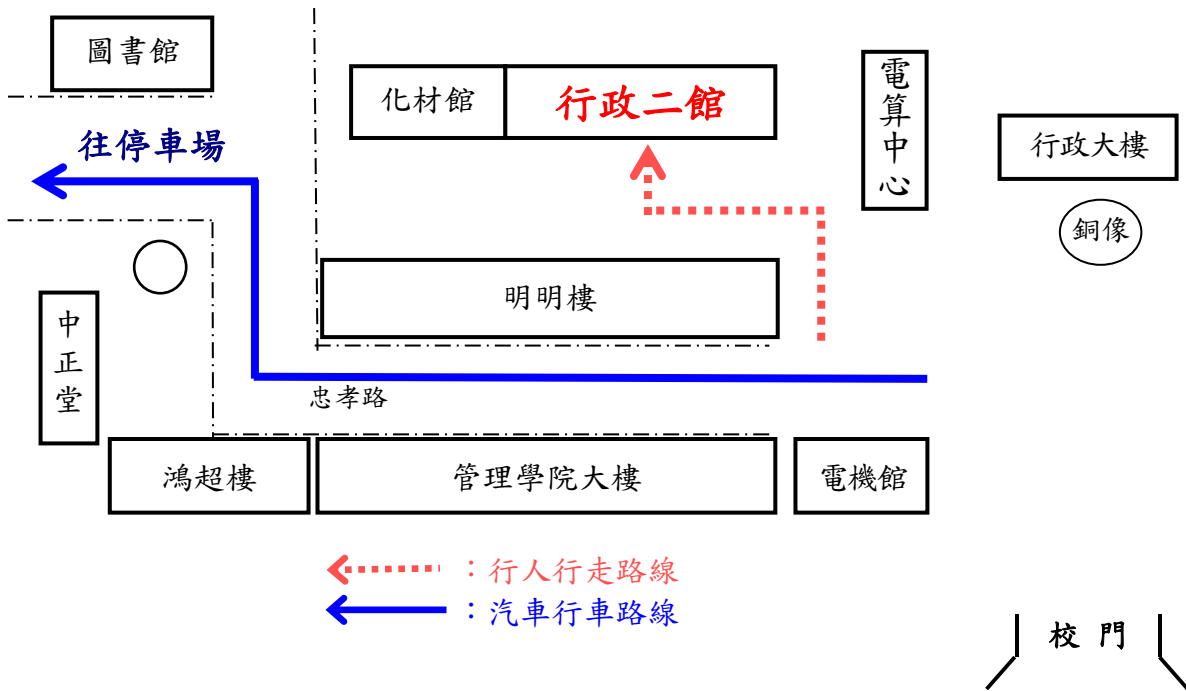 圖書館
化材館
行政二館
電算中心
行政大樓
往停車場
銅像
明明樓
中正堂
忠孝路
鴻超樓
管理學院大樓
電機館
：行人行走路線
：汽車行車路線
校門